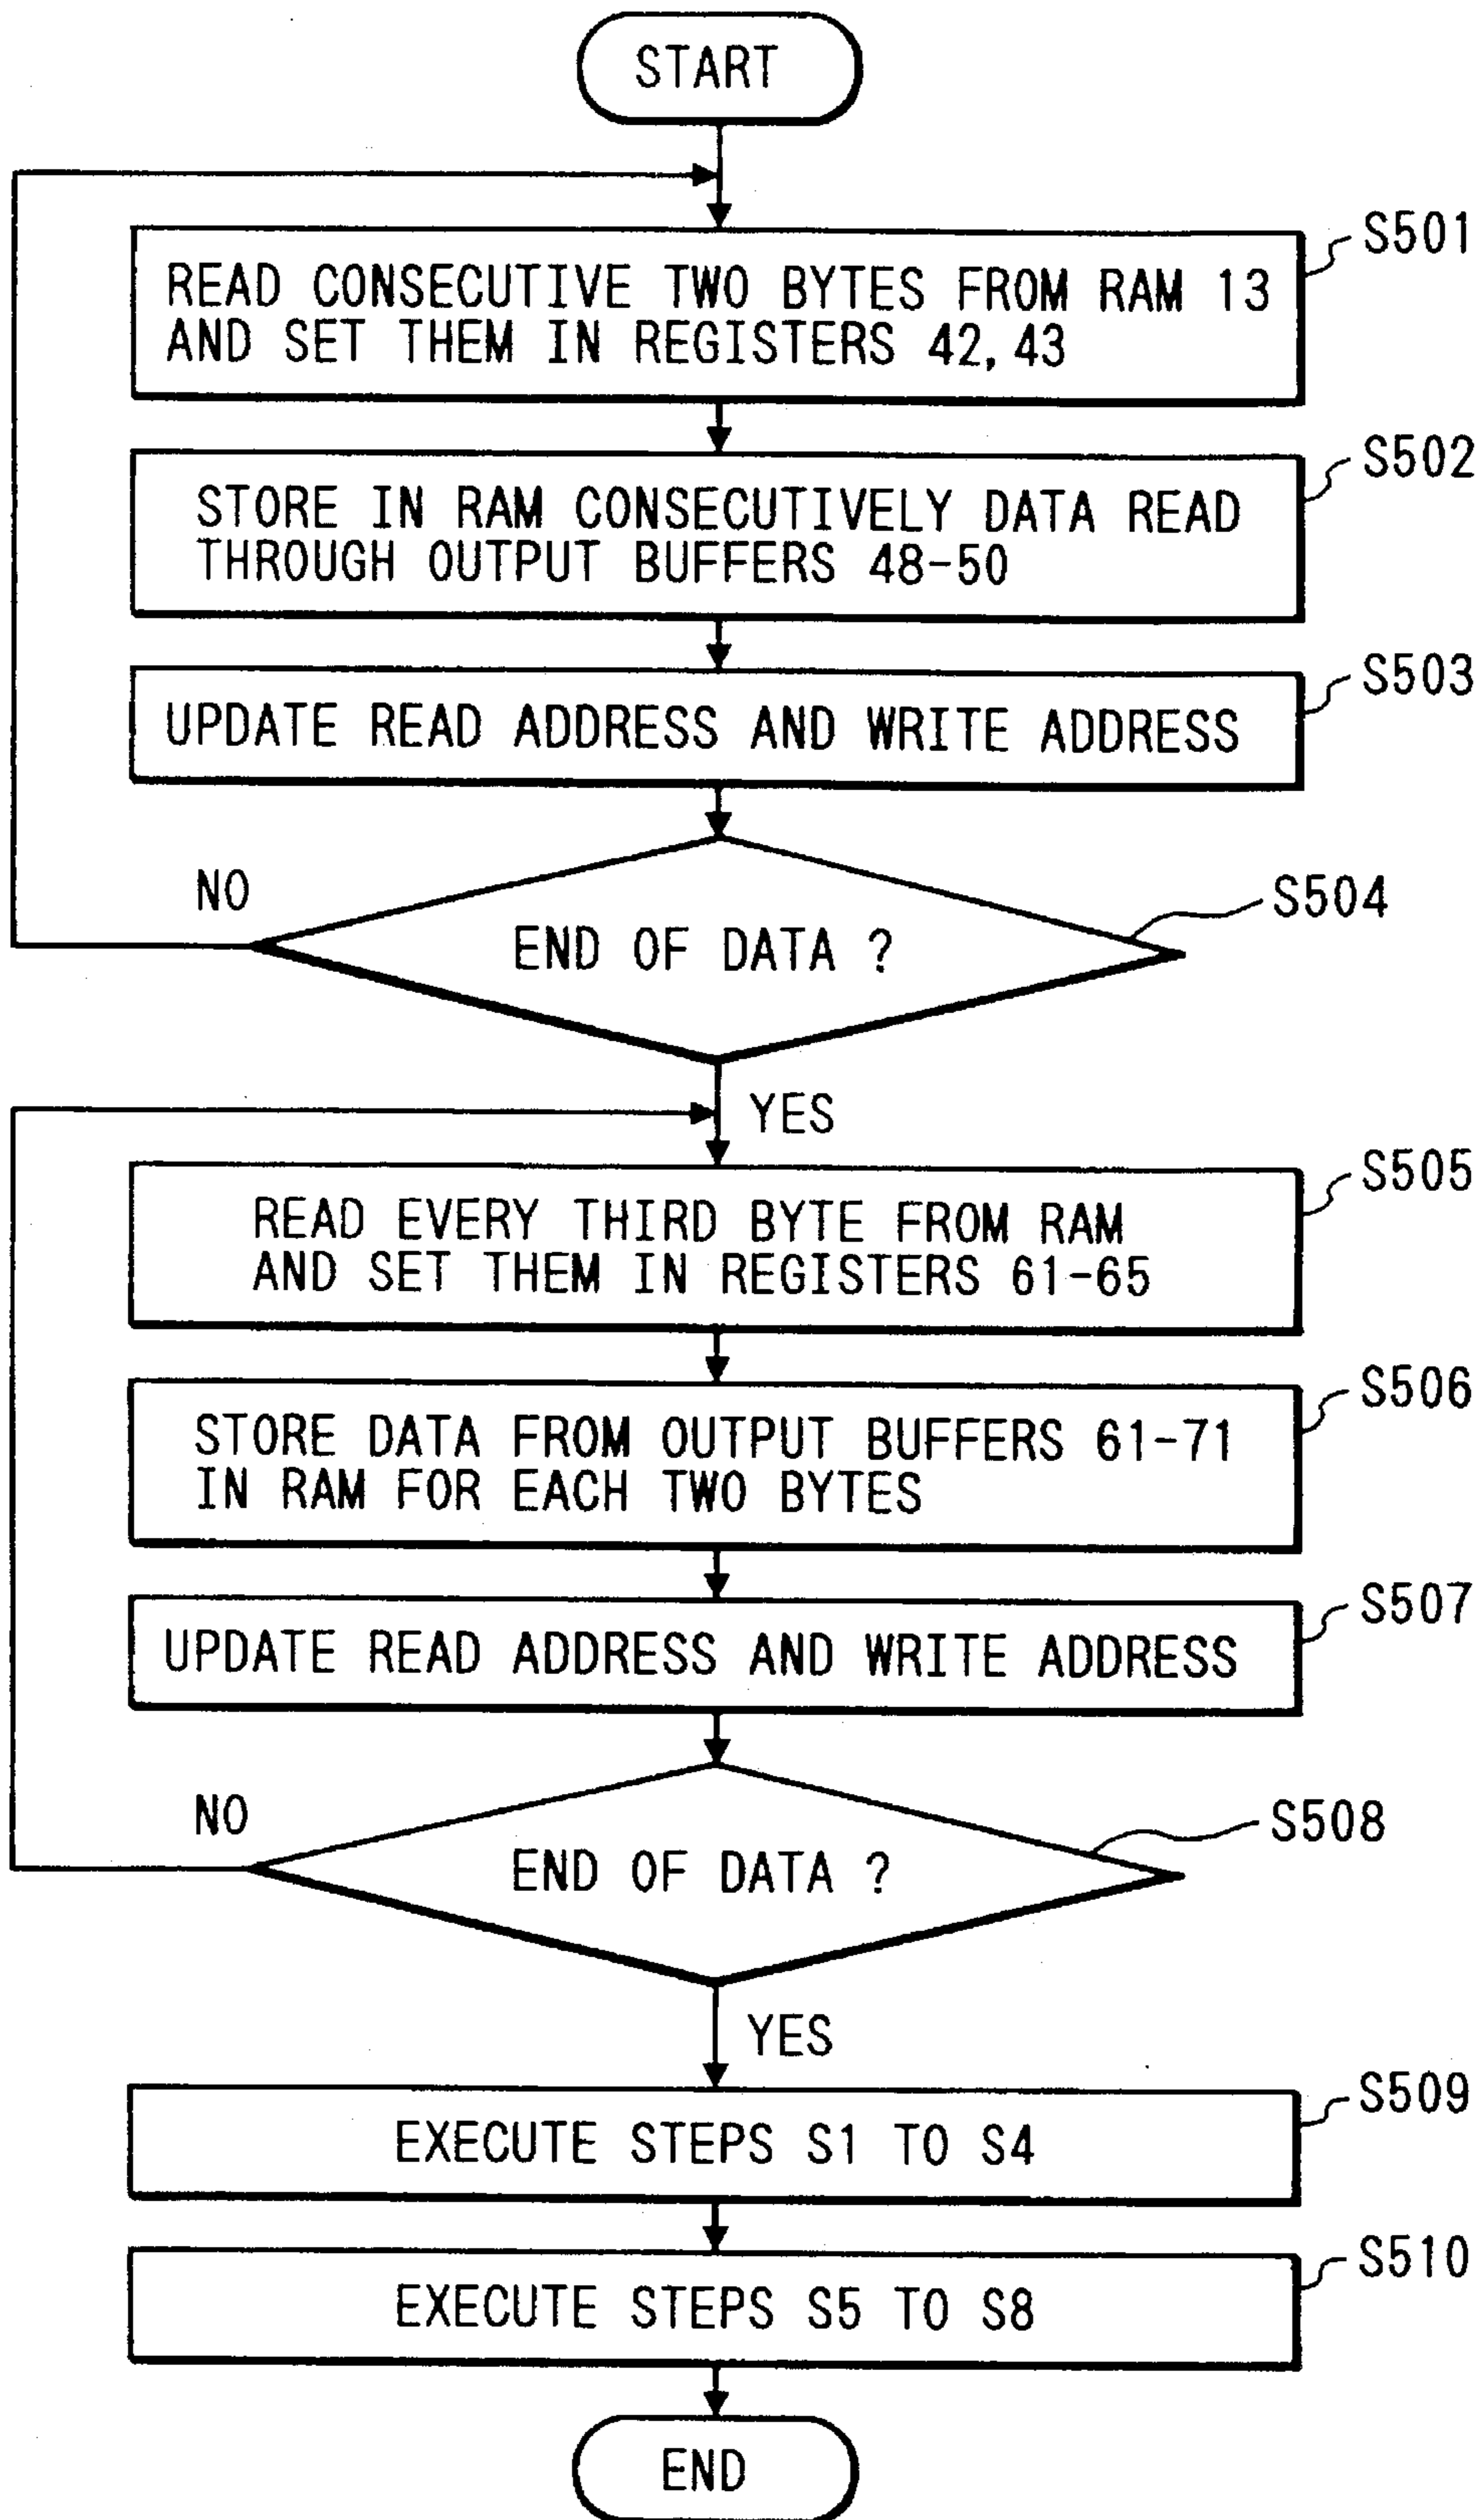 START
S501
READ CONSECUTIVE TWO BYTES FROM RAM 13
AND SET THEM IN REGISTERS 42, 43
S502
STORE IN RAM CONSECUTIVELY DATA READ
THROUGH OUTPUT BUFFERS 48-50
S503
UPDATE READ ADDRESS AND WRITE ADDRESS
NO
S504
END OF DATA ?
YES
S505
READ EVERY THIRD BYTE FROM RAM
AND SET THEM IN REGISTERS 61-65
S506
STORE DATA FROM OUTPUT BUFFERS 61-71
IN RAM FOR EACH TWO BYTES
S507
UPDATE READ ADDRESS AND WRITE ADDRESS
NO
S508
END OF DATA ?
YES
S509
EXECUTE STEPS S1 TO S4
S510
EXECUTE STEPS S5 TO S8
END